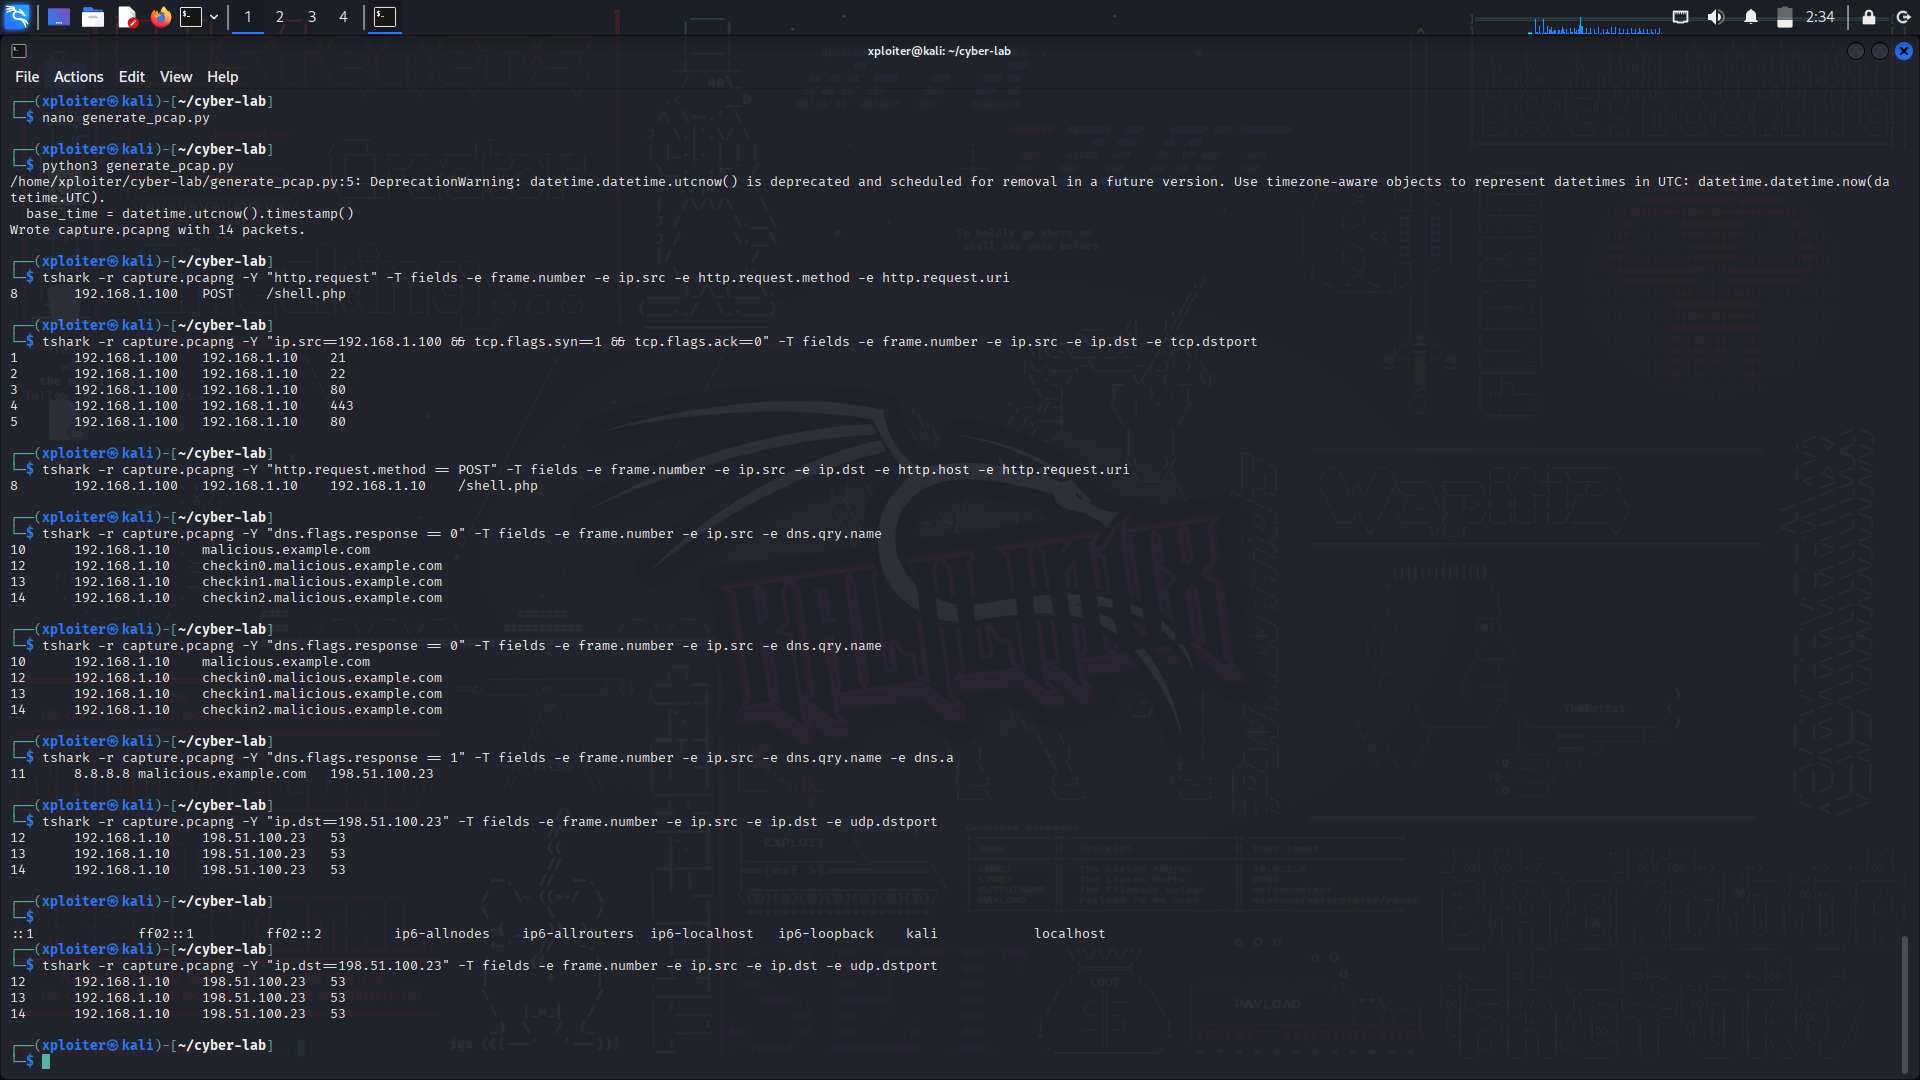 1 2 3 4 2:34
xploiter@kali: ~/cyber-lab
File Actions Edit View Help
┌──(xploiter㉿kali)-[~/cyber-lab]
└─$ nano generate_pcap.py
┌──(xploiter㉿kali)-[~/cyber-lab]
└─$ python3 generate_pcap.py
/home/xploiter/cyber-lab/generate_pcap.py:5: DeprecationWarning: datetime.datetime.utcnow() is deprecated and scheduled for removal in a future version. Use timezone-aware objects to represent datetimes in UTC: datetime.datetime.now(da
tetime.UTC).
base_time = datetime.utcnow().timestamp()
Wrote capture.pcapng with 14 packets.
┌──(xploiter㉿kali)-[~/cyber-lab]
└─$ tshark -r capture.pcapng -Y "http.request" -T fields -e frame.number -e ip.src -e http.request.method -e http.request.uri
8 192.168.1.100 POST /shell.php
┌──(xploiter㉿kali)-[~/cyber-lab]
└─$ tshark -r capture.pcapng -Y "ip.src==192.168.1.100 && tcp.flags.syn==1 && tcp.flags.ack==0" -T fields -e frame.number -e ip.src -e ip.dst -e tcp.dstport
1 192.168.1.100 192.168.1.10 21
2 192.168.1.100 192.168.1.10 22
3 192.168.1.100 192.168.1.10 80
4 192.168.1.100 192.168.1.10 443
5 192.168.1.100 192.168.1.10 80
┌──(xploiter㉿kali)-[~/cyber-lab]
└─$ tshark -r capture.pcapng -Y "http.request.method == POST" -T fields -e frame.number -e ip.src -e ip.dst -e http.host -e http.request.uri
8 192.168.1.100 192.168.1.10 192.168.1.10 /shell.php
┌──(xploiter㉿kali)-[~/cyber-lab]
└─$ tshark -r capture.pcapng -Y "dns.flags.response == 0" -T fields -e frame.number -e ip.src -e dns.qry.name
10 192.168.1.10 malicious.example.com
12 192.168.1.10 checkin0.malicious.example.com
13 192.168.1.10 checkin1.malicious.example.com
14 192.168.1.10 checkin2.malicious.example.com
┌──(xploiter㉿kali)-[~/cyber-lab]
└─$ tshark -r capture.pcapng -Y "dns.flags.response == 0" -T fields -e frame.number -e ip.src -e dns.qry.name
10 192.168.1.10 malicious.example.com
12 192.168.1.10 checkin0.malicious.example.com
13 192.168.1.10 checkin1.malicious.example.com
14 192.168.1.10 checkin2.malicious.example.com
┌──(xploiter㉿kali)-[~/cyber-lab]
└─$ tshark -r capture.pcapng -Y "dns.flags.response == 1" -T fields -e frame.number -e ip.src -e dns.qry.name -e dns.a
11 8.8.8.8 malicious.example.com 198.51.100.23
┌──(xploiter㉿kali)-[~/cyber-lab]
└─$ tshark -r capture.pcapng -Y "ip.dst==198.51.100.23" -T fields -e frame.number -e ip.src -e ip.dst -e udp.dstport
12 192.168.1.10 198.51.100.23 53
13 192.168.1.10 198.51.100.23 53
14 192.168.1.10 198.51.100.23 53
┌──(xploiter㉿kali)-[~/cyber-lab]
└─$
::1 ff02::1 ff02::2 ip6-allnodes ip6-allrouters ip6-localhost ip6-loopback kali localhost
┌──(xploiter㉿kali)-[~/cyber-lab]
└─$ tshark -r capture.pcapng -Y "ip.dst==198.51.100.23" -T fields -e frame.number -e ip.src -e ip.dst -e udp.dstport
12 192.168.1.10 198.51.100.23 53
13 192.168.1.10 198.51.100.23 53
14 192.168.1.10 198.51.100.23 53
┌──(xploiter㉿kali)-[~/cyber-lab]
└─$
KALI LINUX
To boldly go where no
shell has gone before
EXPLOIT
LOOT
PAYLOAD